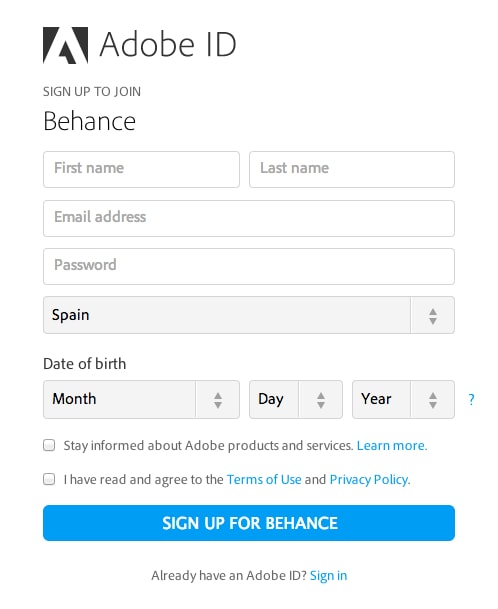 Adobe ID
SIGN UP TO JOIN
Behance
First name Last name
Email address
Password
Spain
Date of birth
Month Day Year ?
Stay informed about Adobe products and services. Learn more.
I have read and agree to the Terms of Use and Privacy Policy.
SIGN UP FOR BEHANCE
Already have an Adobe ID? Sign in